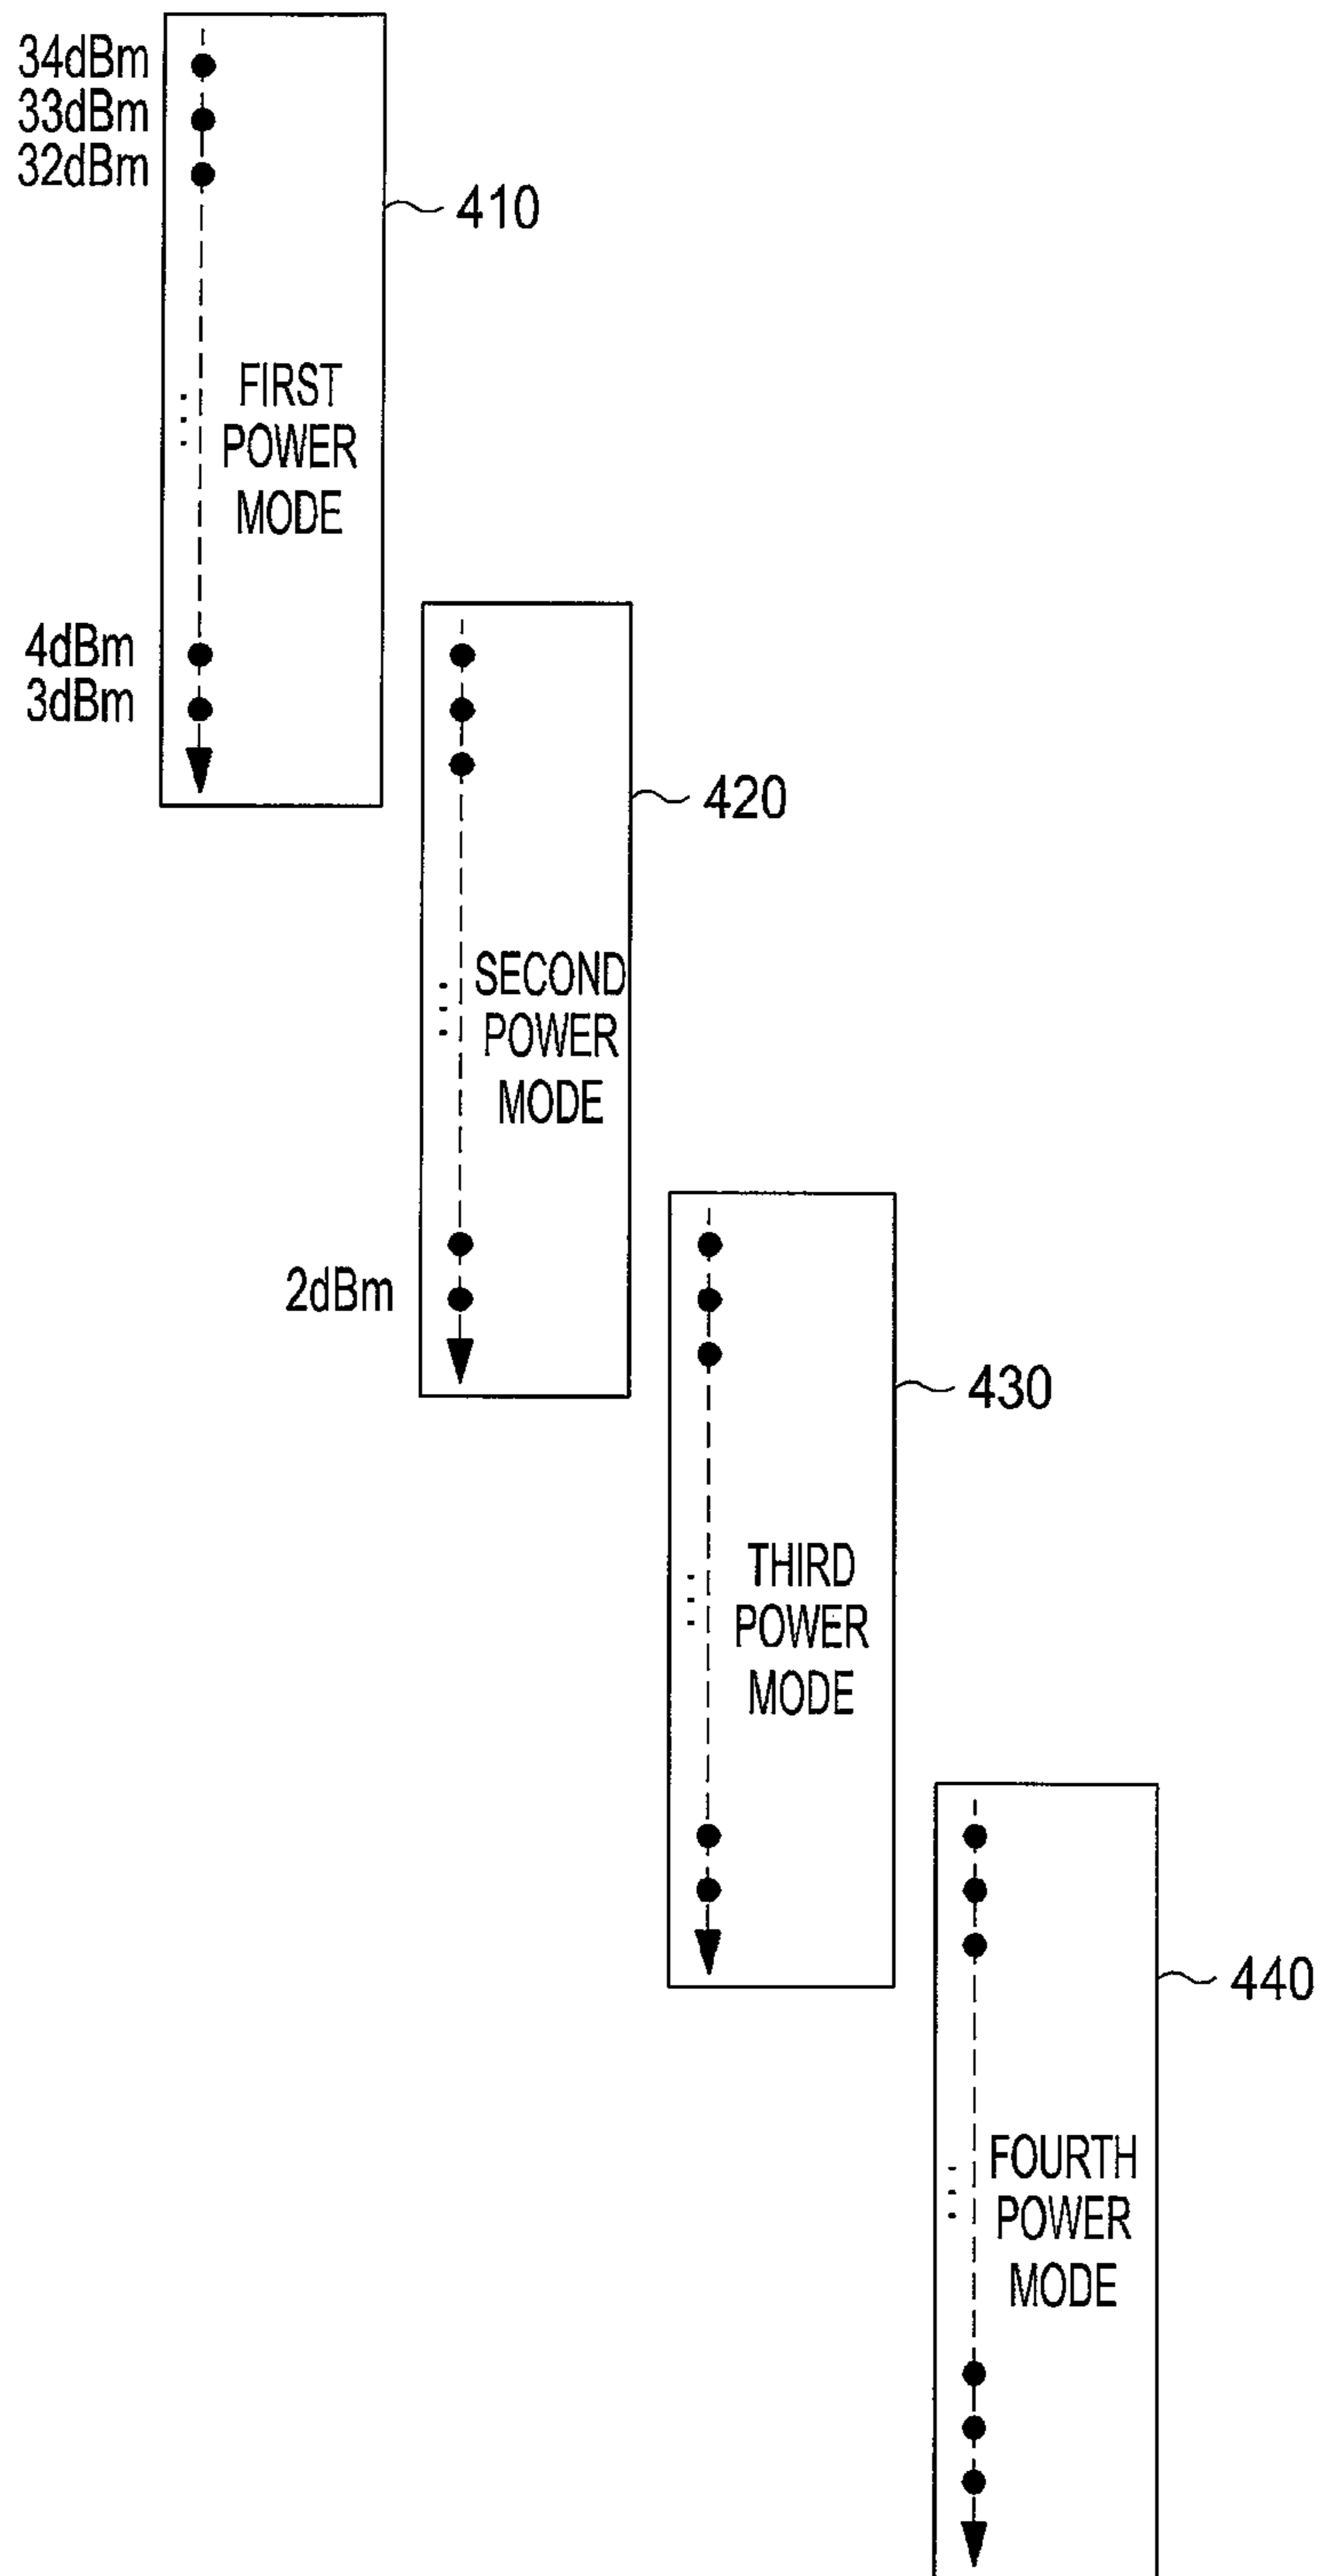 34dBm
33dBm
32dBm
410
FIRST
POWER
MODE
4dBm
3dBm
420
SECOND
POWER
MODE
2dBm
430
THIRD
POWER
MODE
440
FOURTH
POWER
MODE